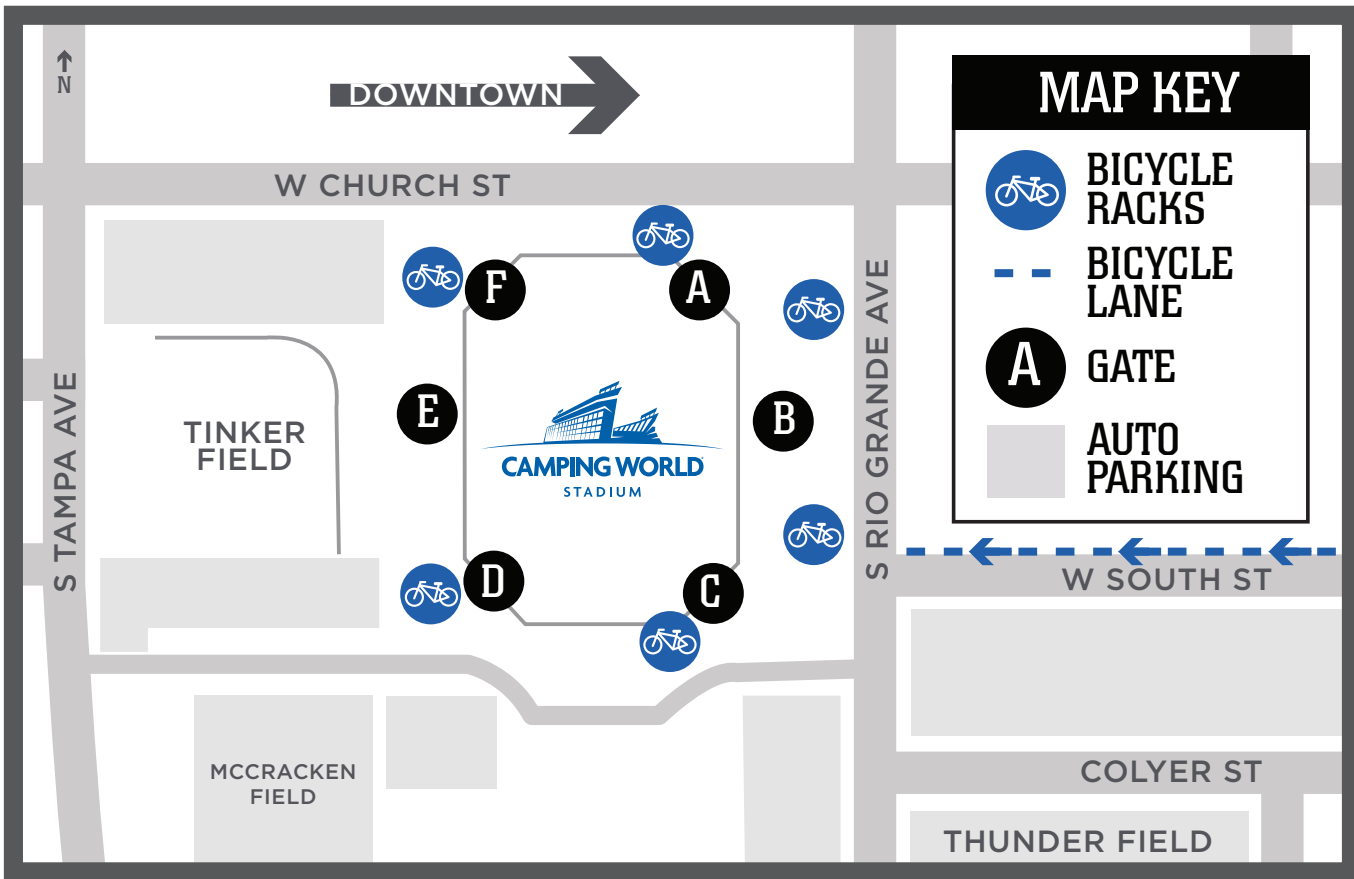 N
DOWNTOWN
W CHURCH ST
MAP KEY
BICYCLE
RACKS
BICYCLE
LANE
A
GATE
AUTO
PARKING
F
A
E
B
D
C
TINKER
FIELD
CAMPING WORLD
STADIUM
S TAMPA AVE
S RIO GRANDE AVE
W SOUTH ST
MCCRACKEN
FIELD
COLYER ST
THUNDER FIELD